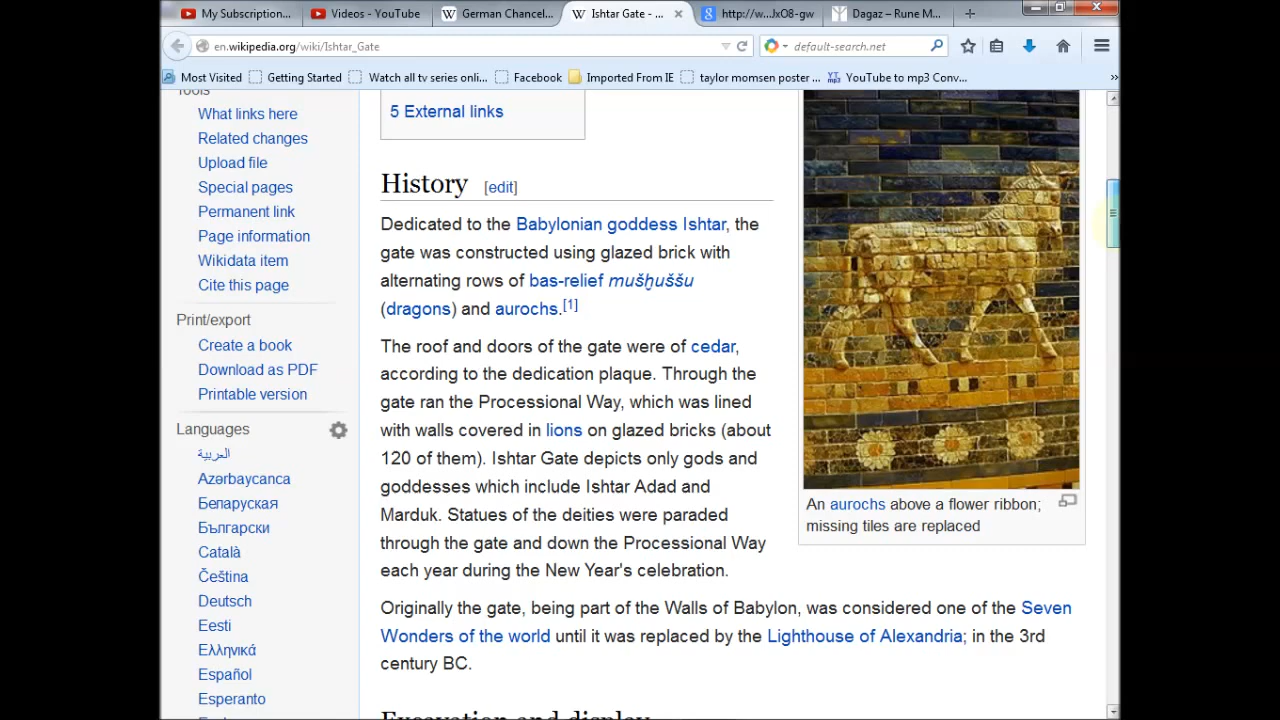 My Subscription...
Videos - YouTube
German Chancel...
Ishtar Gate - ...
http://w...JxO8-gw
Dagaz – Rune M...
en.wikipedia.org/wiki/Ishtar_Gate
default-search.net
Most Visited
Getting Started
Watch all tv series onli...
Facebook
Imported From IE
taylor momsen poster ...
YouTube to mp3 Conv...
Tools
What links here
Related changes
Upload file
Special pages
Permanent link
Page information
Wikidata item
Cite this page
Print/export
Create a book
Download as PDF
Printable version
Languages
العربية
Azərbaycanca
Беларуская
Български
Català
Čeština
Deutsch
Eesti
Ελληνικά
Español
Esperanto
5 External links
History [edit]
Dedicated to the Babylonian goddess Ishtar, the
gate was constructed using glazed brick with
alternating rows of bas-relief mušḫuššu
(dragons) and aurochs.[1]
The roof and doors of the gate were of cedar,
according to the dedication plaque. Through the
gate ran the Processional Way, which was lined
with walls covered in lions on glazed bricks (about
120 of them). Ishtar Gate depicts only gods and
goddesses which include Ishtar Adad and
Marduk. Statues of the deities were paraded
through the gate and down the Processional Way
each year during the New Year's celebration.
An aurochs above a flower ribbon;
missing tiles are replaced
Originally the gate, being part of the Walls of Babylon, was considered one of the Seven
Wonders of the world until it was replaced by the Lighthouse of Alexandria; in the 3rd
century BC.
Excavation and display